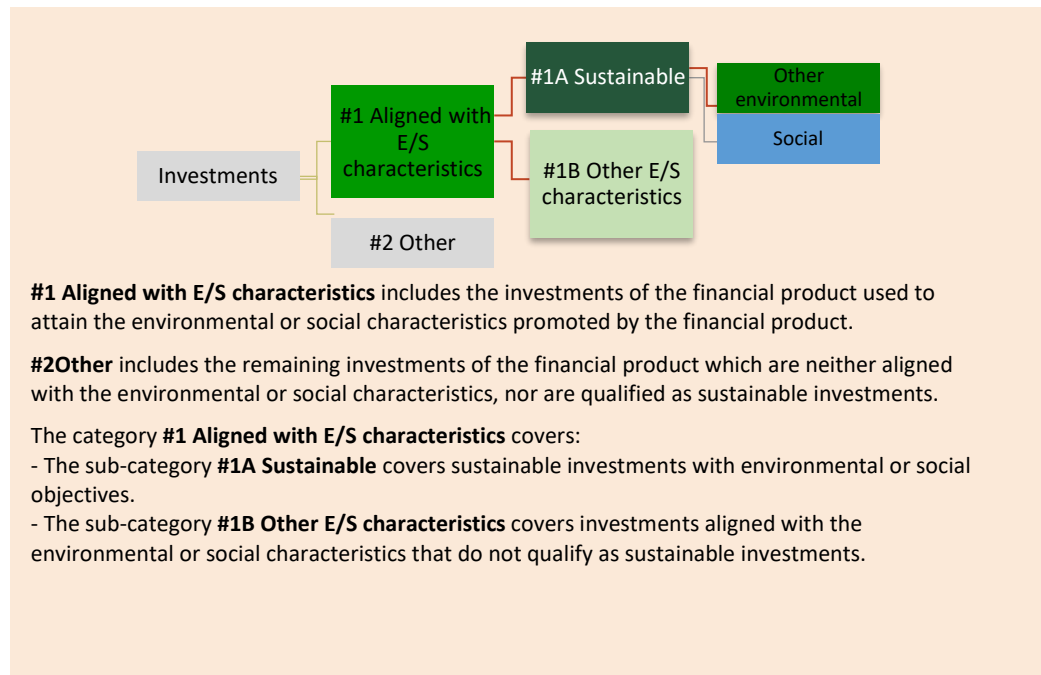 #1A Sustainable
Other
environmental
Social
#1 Aligned with
E/S
characteristics
#1B Other E/S
characteristics
Investments
#2 Other
#1 Aligned with E/S characteristics includes the investments of the financial product used to
attain the environmental or social characteristics promoted by the financial product.
#2Other includes the remaining investments of the financial product which are neither aligned
with the environmental or social characteristics, nor are qualified as sustainable investments.
The category #1 Aligned with E/S characteristics covers:
- The sub-category #1A Sustainable covers sustainable investments with environmental or social
objectives.
- The sub-category #1B Other E/S characteristics covers investments aligned with the
environmental or social characteristics that do not qualify as sustainable investments.